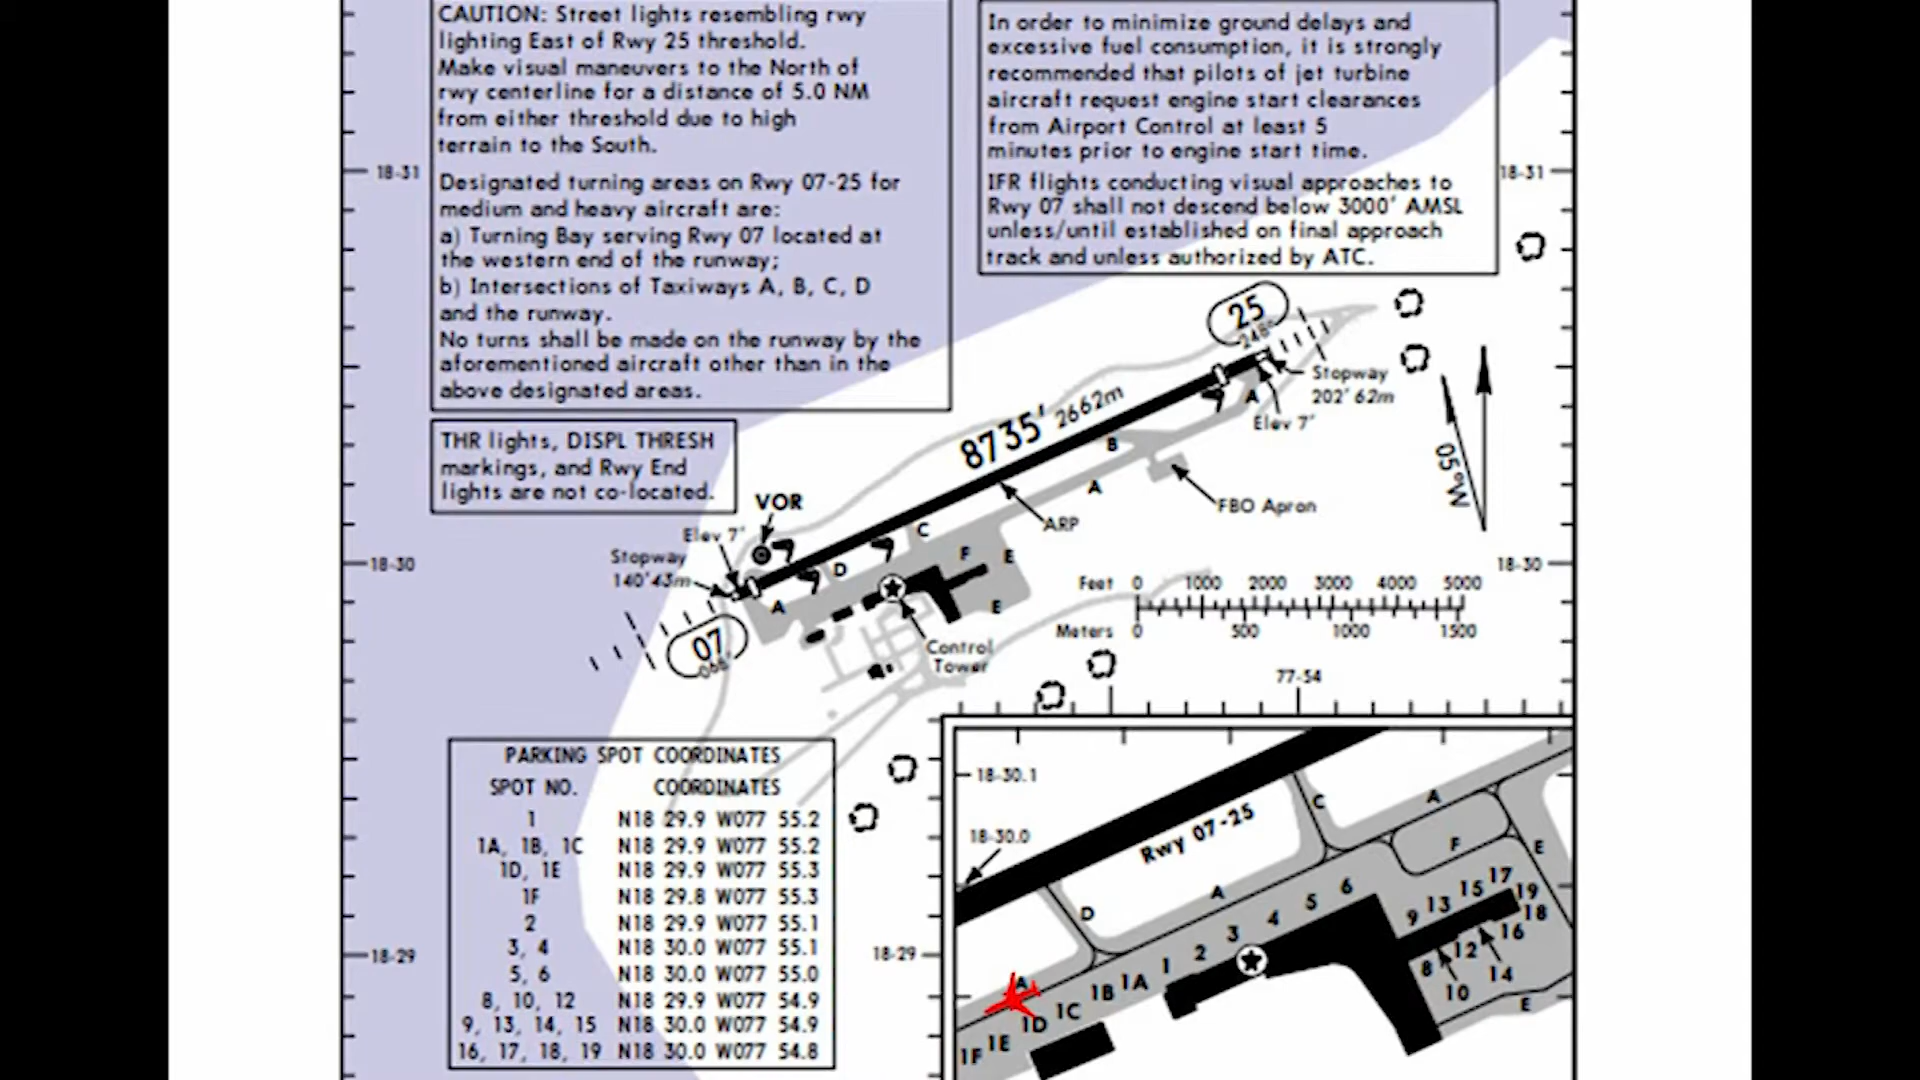 CAUTION: Street lights resembling rwy
lighting East of Rwy 25 threshold.
Make visual maneuvers to the North of
rwy centerline for a distance of 5.0 NM
from either threshold due to high
terrain to the South.
Designated turning areas on Rwy 07-25 for
medium and heavy aircraft are:
a) Turning Bay serving Rwy 07 located at
the western end of the runway;
b) Intersections of Taxiways A, B, C, D
and the runway.
No turns shall be made on the runway by the
aforementioned aircraft other than in the
above designated areas.
In order to minimize ground delays and
excessive fuel consumption, it is strongly
recommended that pilots of jet turbine
aircraft request engine start clearances
from Airport Control at least 5
minutes prior to engine start time.
IFR flights conducting visual approaches to
Rwy 07 shall not descend below 3000' AMSL
unless/until established on final approach
track and unless authorized by ATC.
18-31
18-31
THR lights, DISPL THRESH
markings, and Rwy End
lights are not co-located.
25
248°
Stopway
202' 62m
A
Elev 7'
8735' 2662m
B
A
FBO Apron
ARP
05°W
VOR
Elev 7'
Stopway
140' 43m
C
D
F
E
A
E
07
066°
Control
Tower
18-30
18-30
Feet 0 1000 2000 3000 4000 5000
Meters 0 500 1000 1500
77-54
PARKING SPOT COORDINATES
SPOT NO. COORDINATES
1 N18 29.9 W077 55.2
1A, 1B, 1C N18 29.9 W077 55.2
1D, 1E N18 29.9 W077 55.3
1F N18 29.8 W077 55.3
2 N18 29.9 W077 55.1
3, 4 N18 30.0 W077 55.1
5, 6 N18 30.0 W077 55.0
8, 10, 12 N18 29.9 W077 54.9
9, 13, 14, 15 N18 30.0 W077 54.9
16, 17, 18, 19 N18 30.0 W077 54.8
18-29
18-29
18-30.1
18-30.0
Rwy 07-25
C
A
F
E
D
A
A
1F
1E
1D
1C
1B
1A
1
2
3
4
5
6
9
13
15
17
19
18
16
8
12
14
10
E